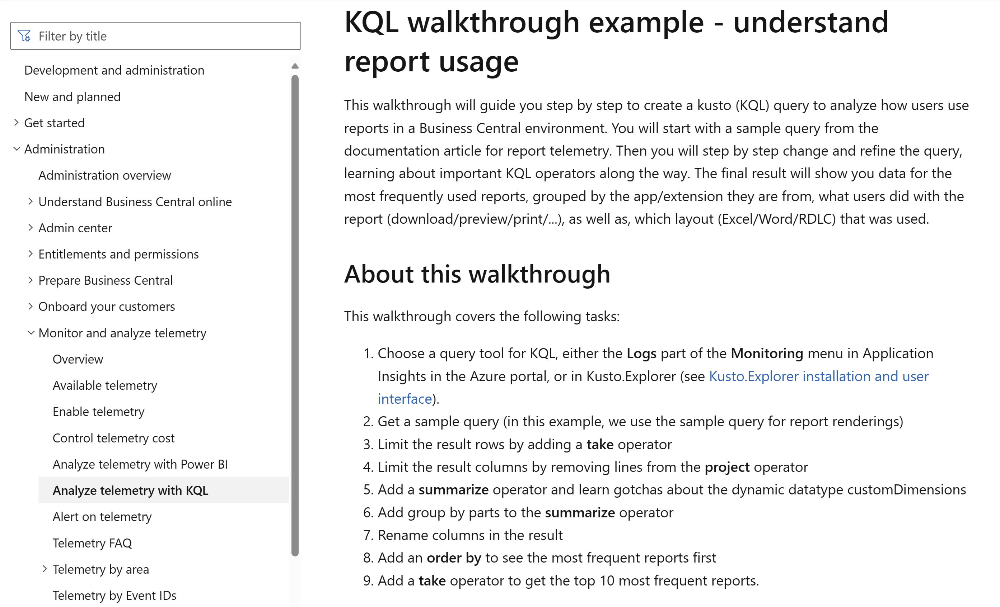 Filter by title
Development and administration
New and planned
Get started
Administration
Administration overview
Understand Business Central online
Admin center
Entitlements and permissions
Prepare Business Central
Onboard your customers
Monitor and analyze telemetry
Overview
Available telemetry
Enable telemetry
Control telemetry cost
Analyze telemetry with Power BI
Analyze telemetry with KQL
Alert on telemetry
Telemetry FAQ
Telemetry by area
Telemetry by Event IDs
KQL walkthrough example - understand
report usage
This walkthrough will guide you step by step to create a kusto (KQL) query to analyze how users use
reports in a Business Central environment. You will start with a sample query from the
documentation article for report telemetry. Then you will step by step change and refine the query,
learning about important KQL operators along the way. The final result will show you data for the
most frequently used reports, grouped by the app/extension they are from, what users did with the
report (download/preview/print/...), as well as, which layout (Excel/Word/RDLC) that was used.
About this walkthrough
This walkthrough covers the following tasks:
1. Choose a query tool for KQL, either the Logs part of the Monitoring menu in Application
Insights in the Azure portal, or in Kusto.Explorer (see Kusto.Explorer installation and user
interface).
2. Get a sample query (in this example, we use the sample query for report renderings)
3. Limit the result rows by adding a take operator
4. Limit the result columns by removing lines from the project operator
5. Add a summarize operator and learn gotchas about the dynamic datatype customDimensions
6. Add group by parts to the summarize operator
7. Rename columns in the result
8. Add an order by to see the most frequent reports first
9. Add a take operator to get the top 10 most frequent reports.